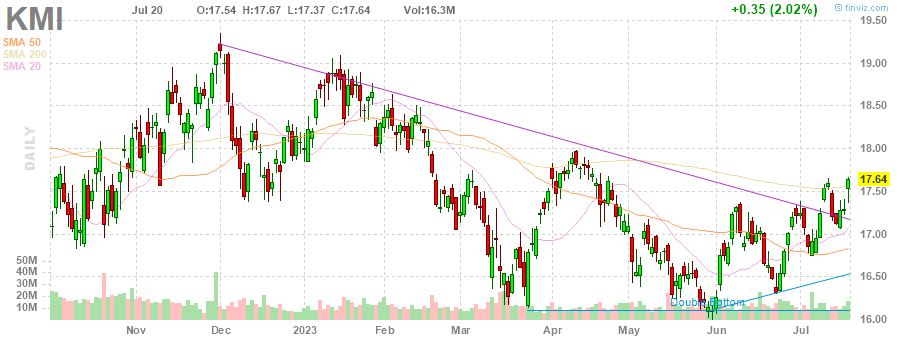 KMI
Jul 20 O:17.54 H:17.67 L:17.37 C:17.64 Vol:16.3M +0.35 (2.02%)
© finviz.com
SMA 50
SMA 200
SMA 20
DAILY
19.50
19.00
18.50
18.00
17.64
17.50
17.00
16.50
16.00
50M
40M
30M
20M
10M
Double Bottom
Nov Dec 2023 Feb Mar Apr May Jun Jul